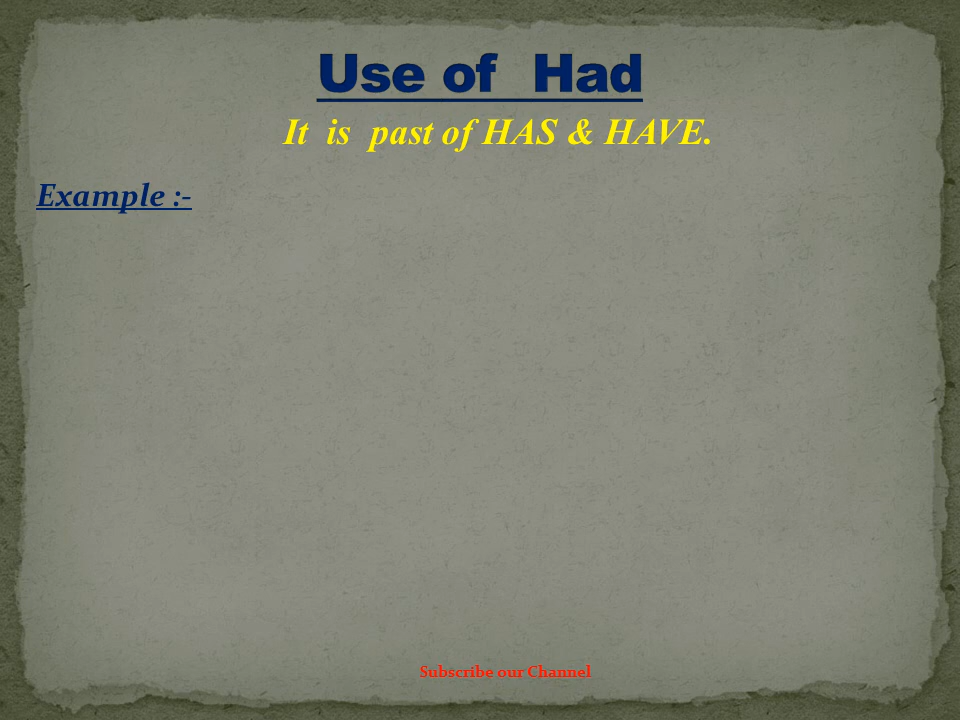 Use of Had
It is past of HAS & HAVE.
Example :-
Subscribe our Channel